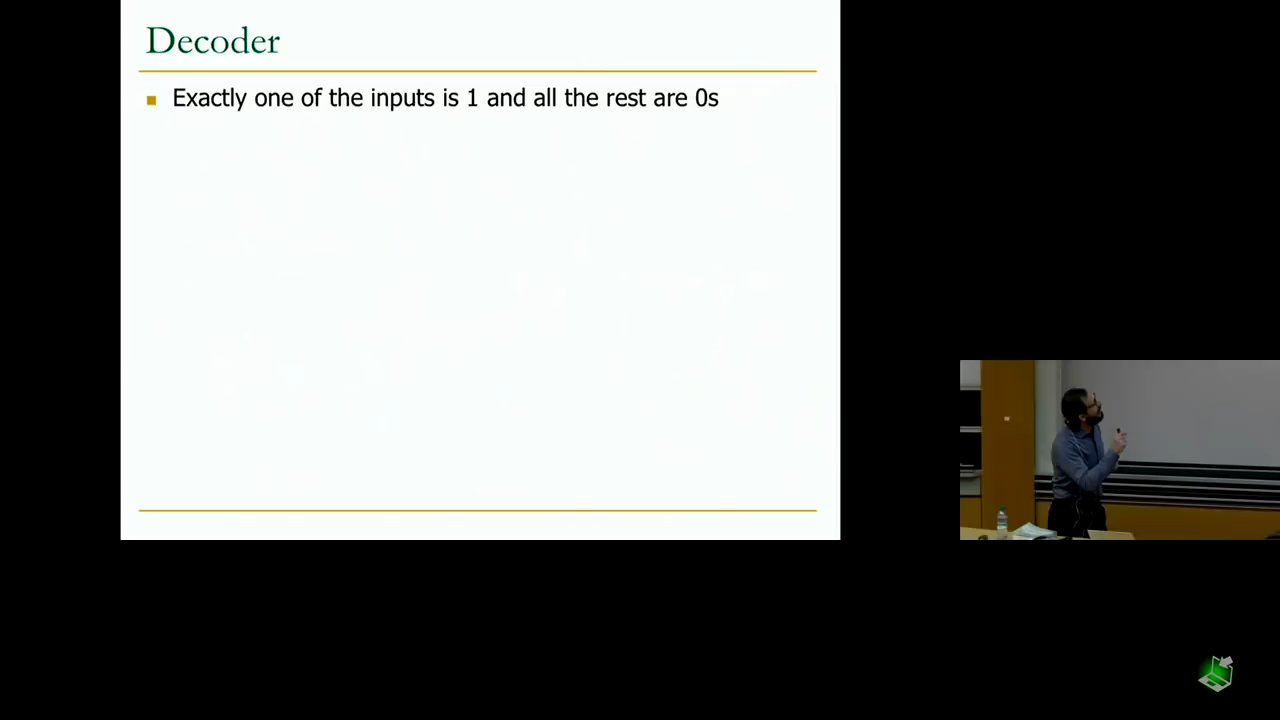 Decoder
Exactly one of the inputs is 1 and all the rest are 0s